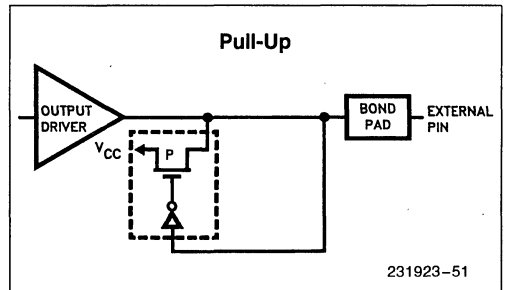 Pull-Up
OUTPUT
DRIVER
VCC
P
BOND
PAD
EXTERNAL
PIN
231923-51